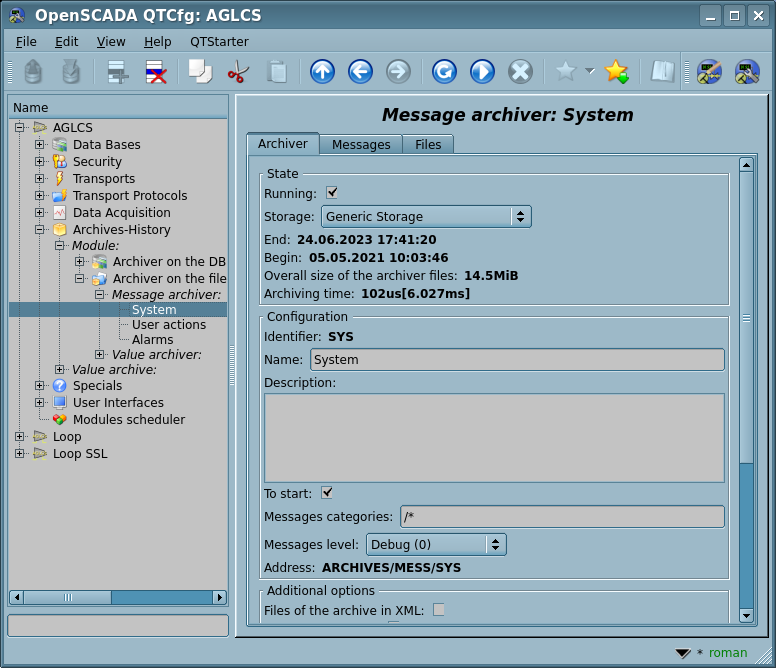 OpenSCADA QTCfg: AGLCS
File Edit View Help QTStarter
Name
AGLCS
Data Bases
Security
Transports
Transport Protocols
Data Acquisition
Archives-History
Module:
Archiver on the DB
Archiver on the file
Message archiver:
System
User actions
Alarms
Value archiver:
Value archive:
Specials
User Interfaces
Modules scheduler
Loop
Loop SSL
Message archiver: System
Archiver Messages Files
State
Running:
Storage: Generic Storage
End: 24.06.2023 17:41:20
Begin: 05.05.2021 10:03:46
Overall size of the archiver files: 14.5MiB
Archiving time: 102us[6.027ms]
Configuration
Identifier: SYS
Name: System
Description:
To start:
Messages categories: /*
Messages level: Debug (0)
Address: ARCHIVES/MESS/SYS
Additional options
Files of the archive in XML:
* roman